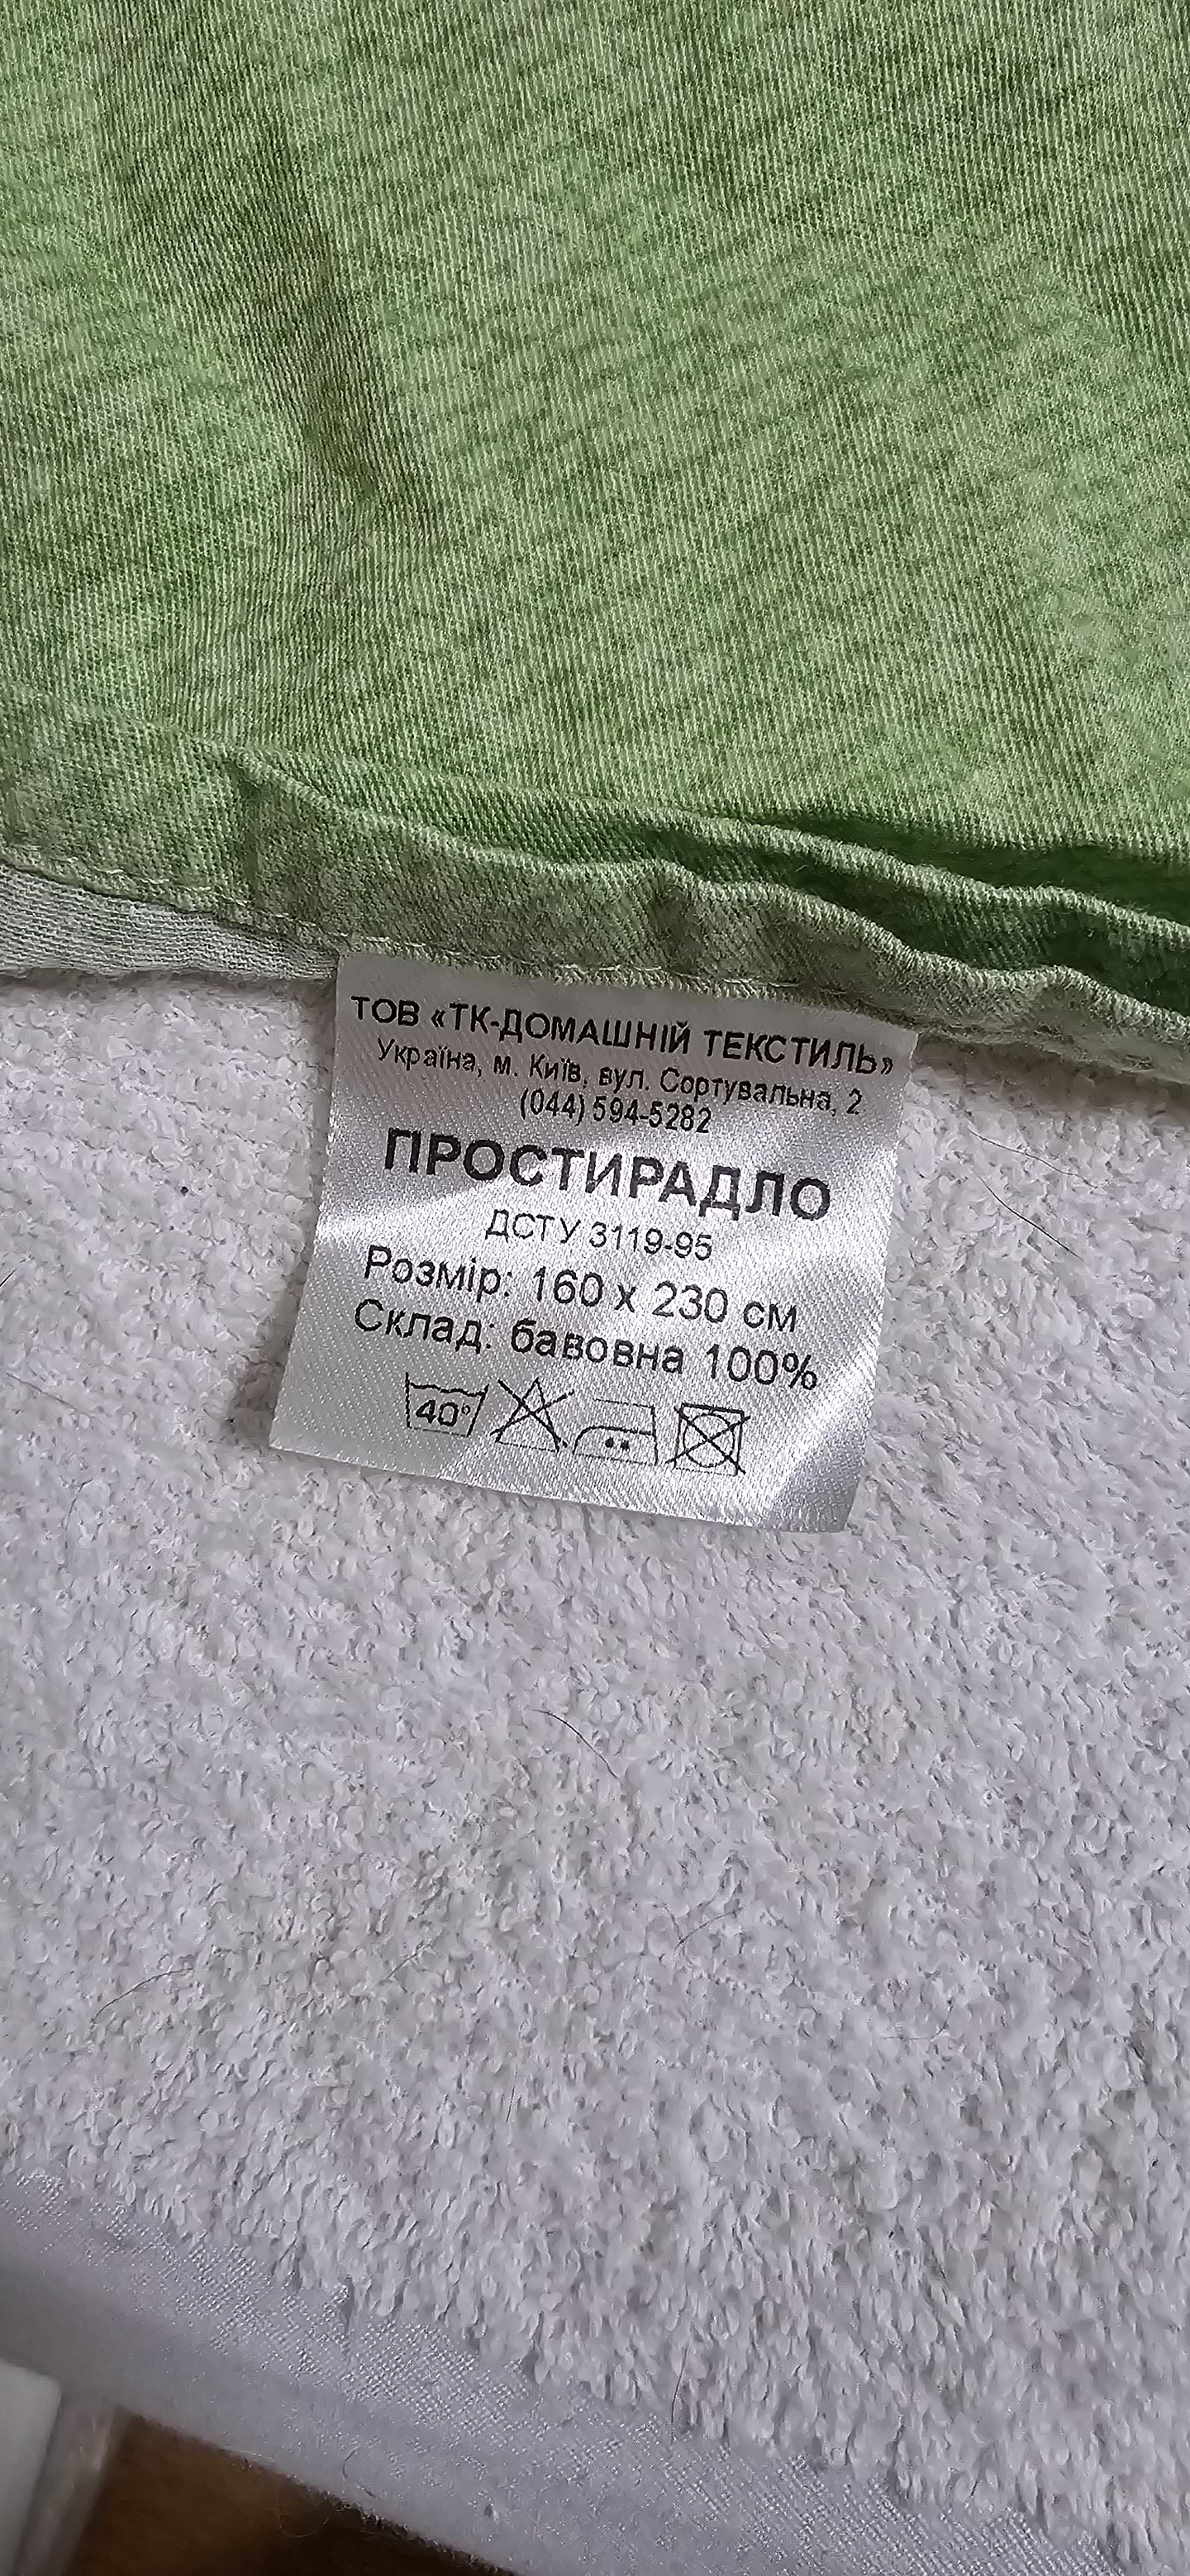 ТОВ «ТК-ДОМАШНІЙ ТЕКСТИЛЬ»
Україна, м. Київ, вул. Сортувальна, 2
(044) 594-5282
ПРОСТИРАДЛО
ДСТУ 3119-95
Розмір: 160 х 230 см
Склад: бавовна 100%
40°